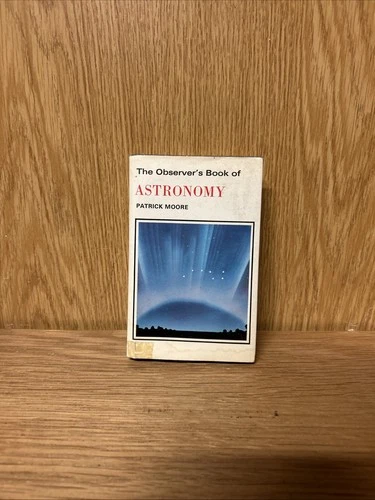 The Observer's Book of
ASTRONOMY
PATRICK MOORE